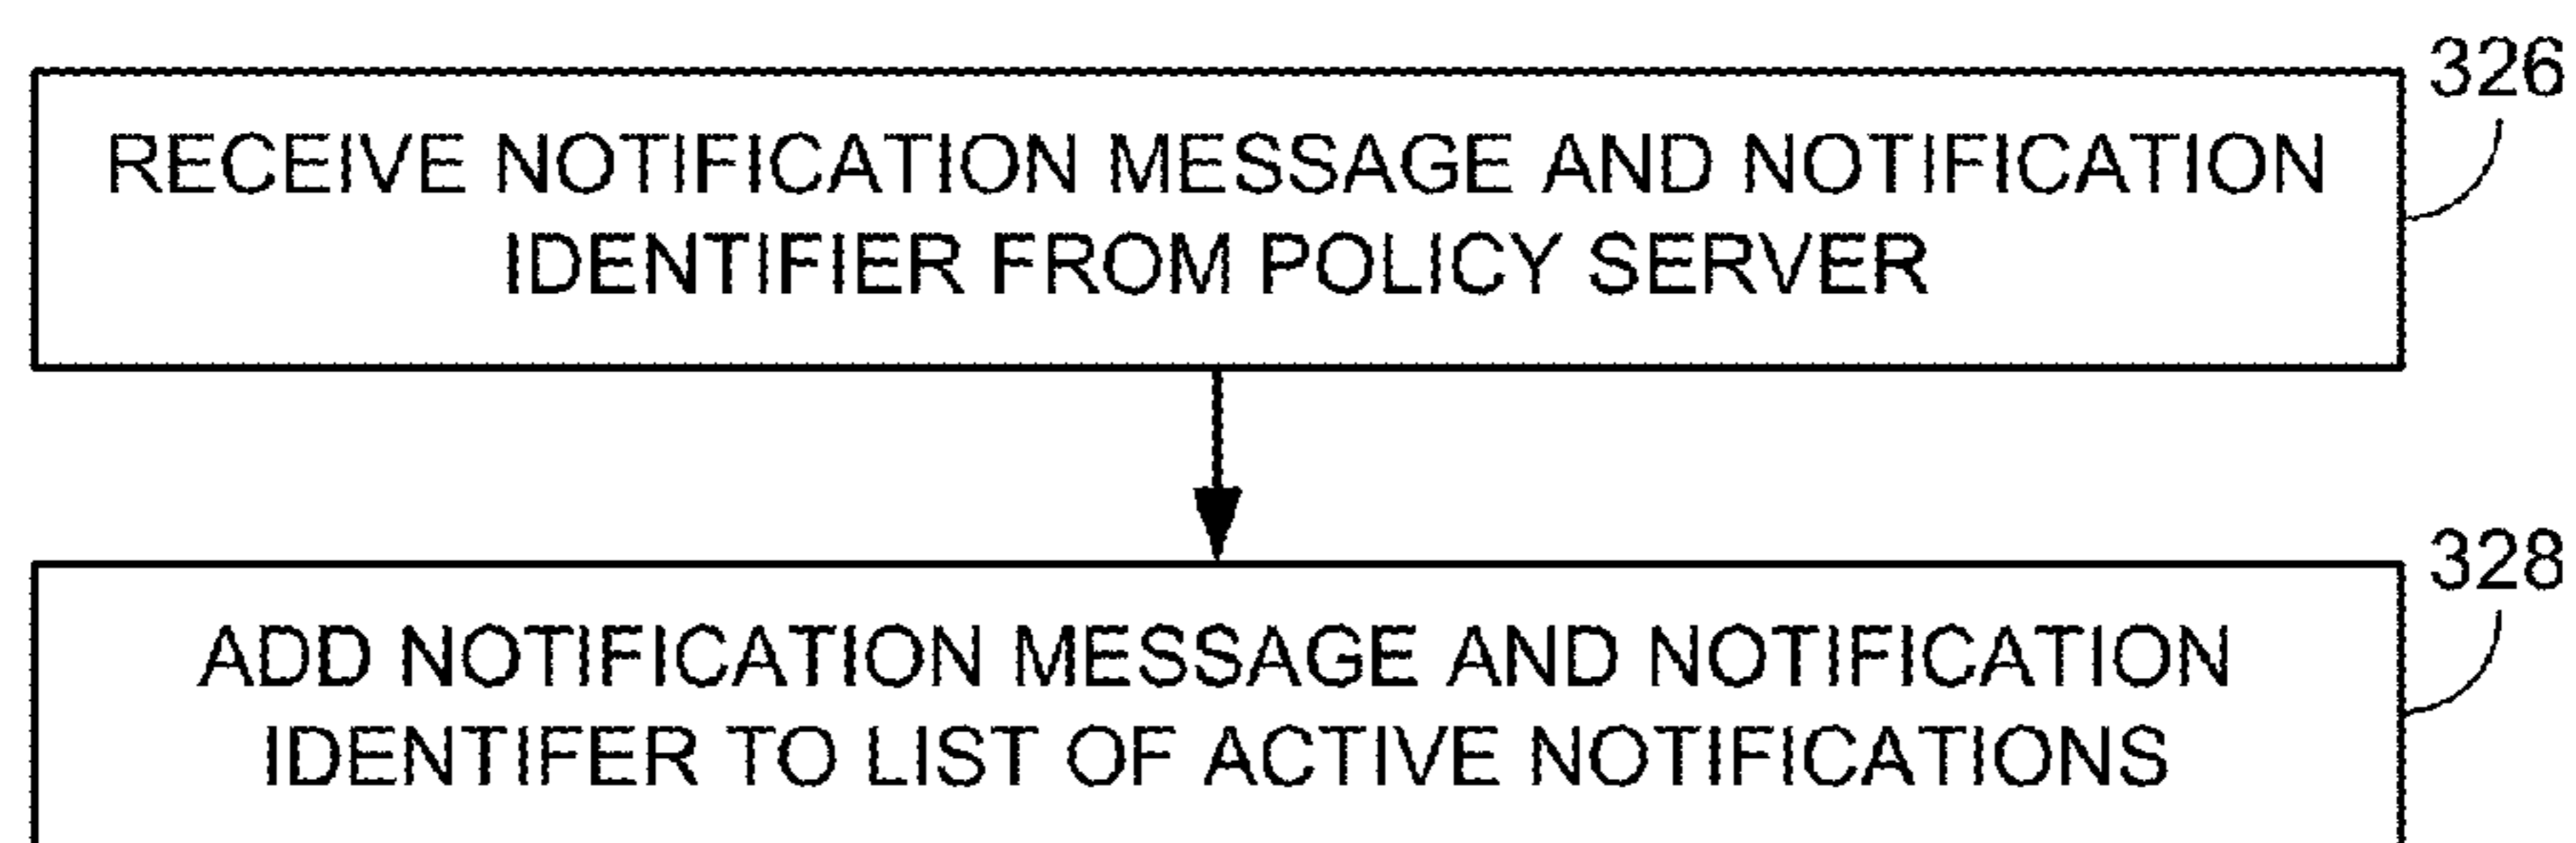 326
RECEIVE NOTIFICATION MESSAGE AND NOTIFICATION
IDENTIFIER FROM POLICY SERVER
328
ADD NOTIFICATION MESSAGE AND NOTIFICATION
IDENTIFER TO LIST OF ACTIVE NOTIFICATIONS